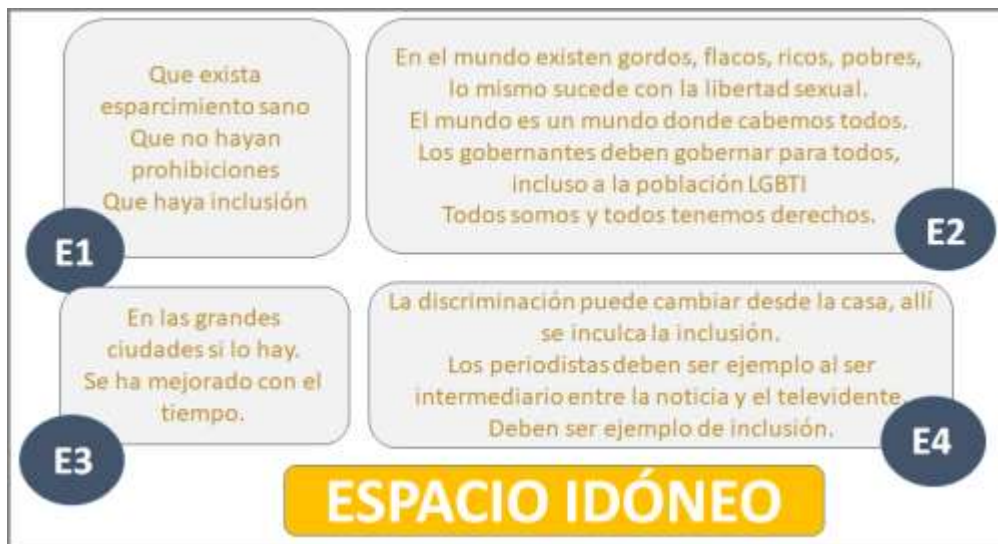 Que exista
esparcimiento sano
Que no hayan
prohibiciones
Que haya inclusión
E1
En el mundo existen gordos, flacos, ricos, pobres,
lo mismo sucede con la libertad sexual.
El mundo es un mundo donde cabemos todos.
Los gobernantes deben gobernar para todos,
incluso a la población LGBTI
Todos somos y todos tenemos derechos.
E2
En las grandes
ciudades si lo hay.
Se ha mejorado con el
tiempo.
E3
La discriminación puede cambiar desde la casa, allí
se inculca la inclusión.
Los periodistas deben ser ejemplo al ser
intermediario entre la noticia y el televidente.
Deben ser ejemplo de inclusión.
E4
ESPACIO IDÓNEO